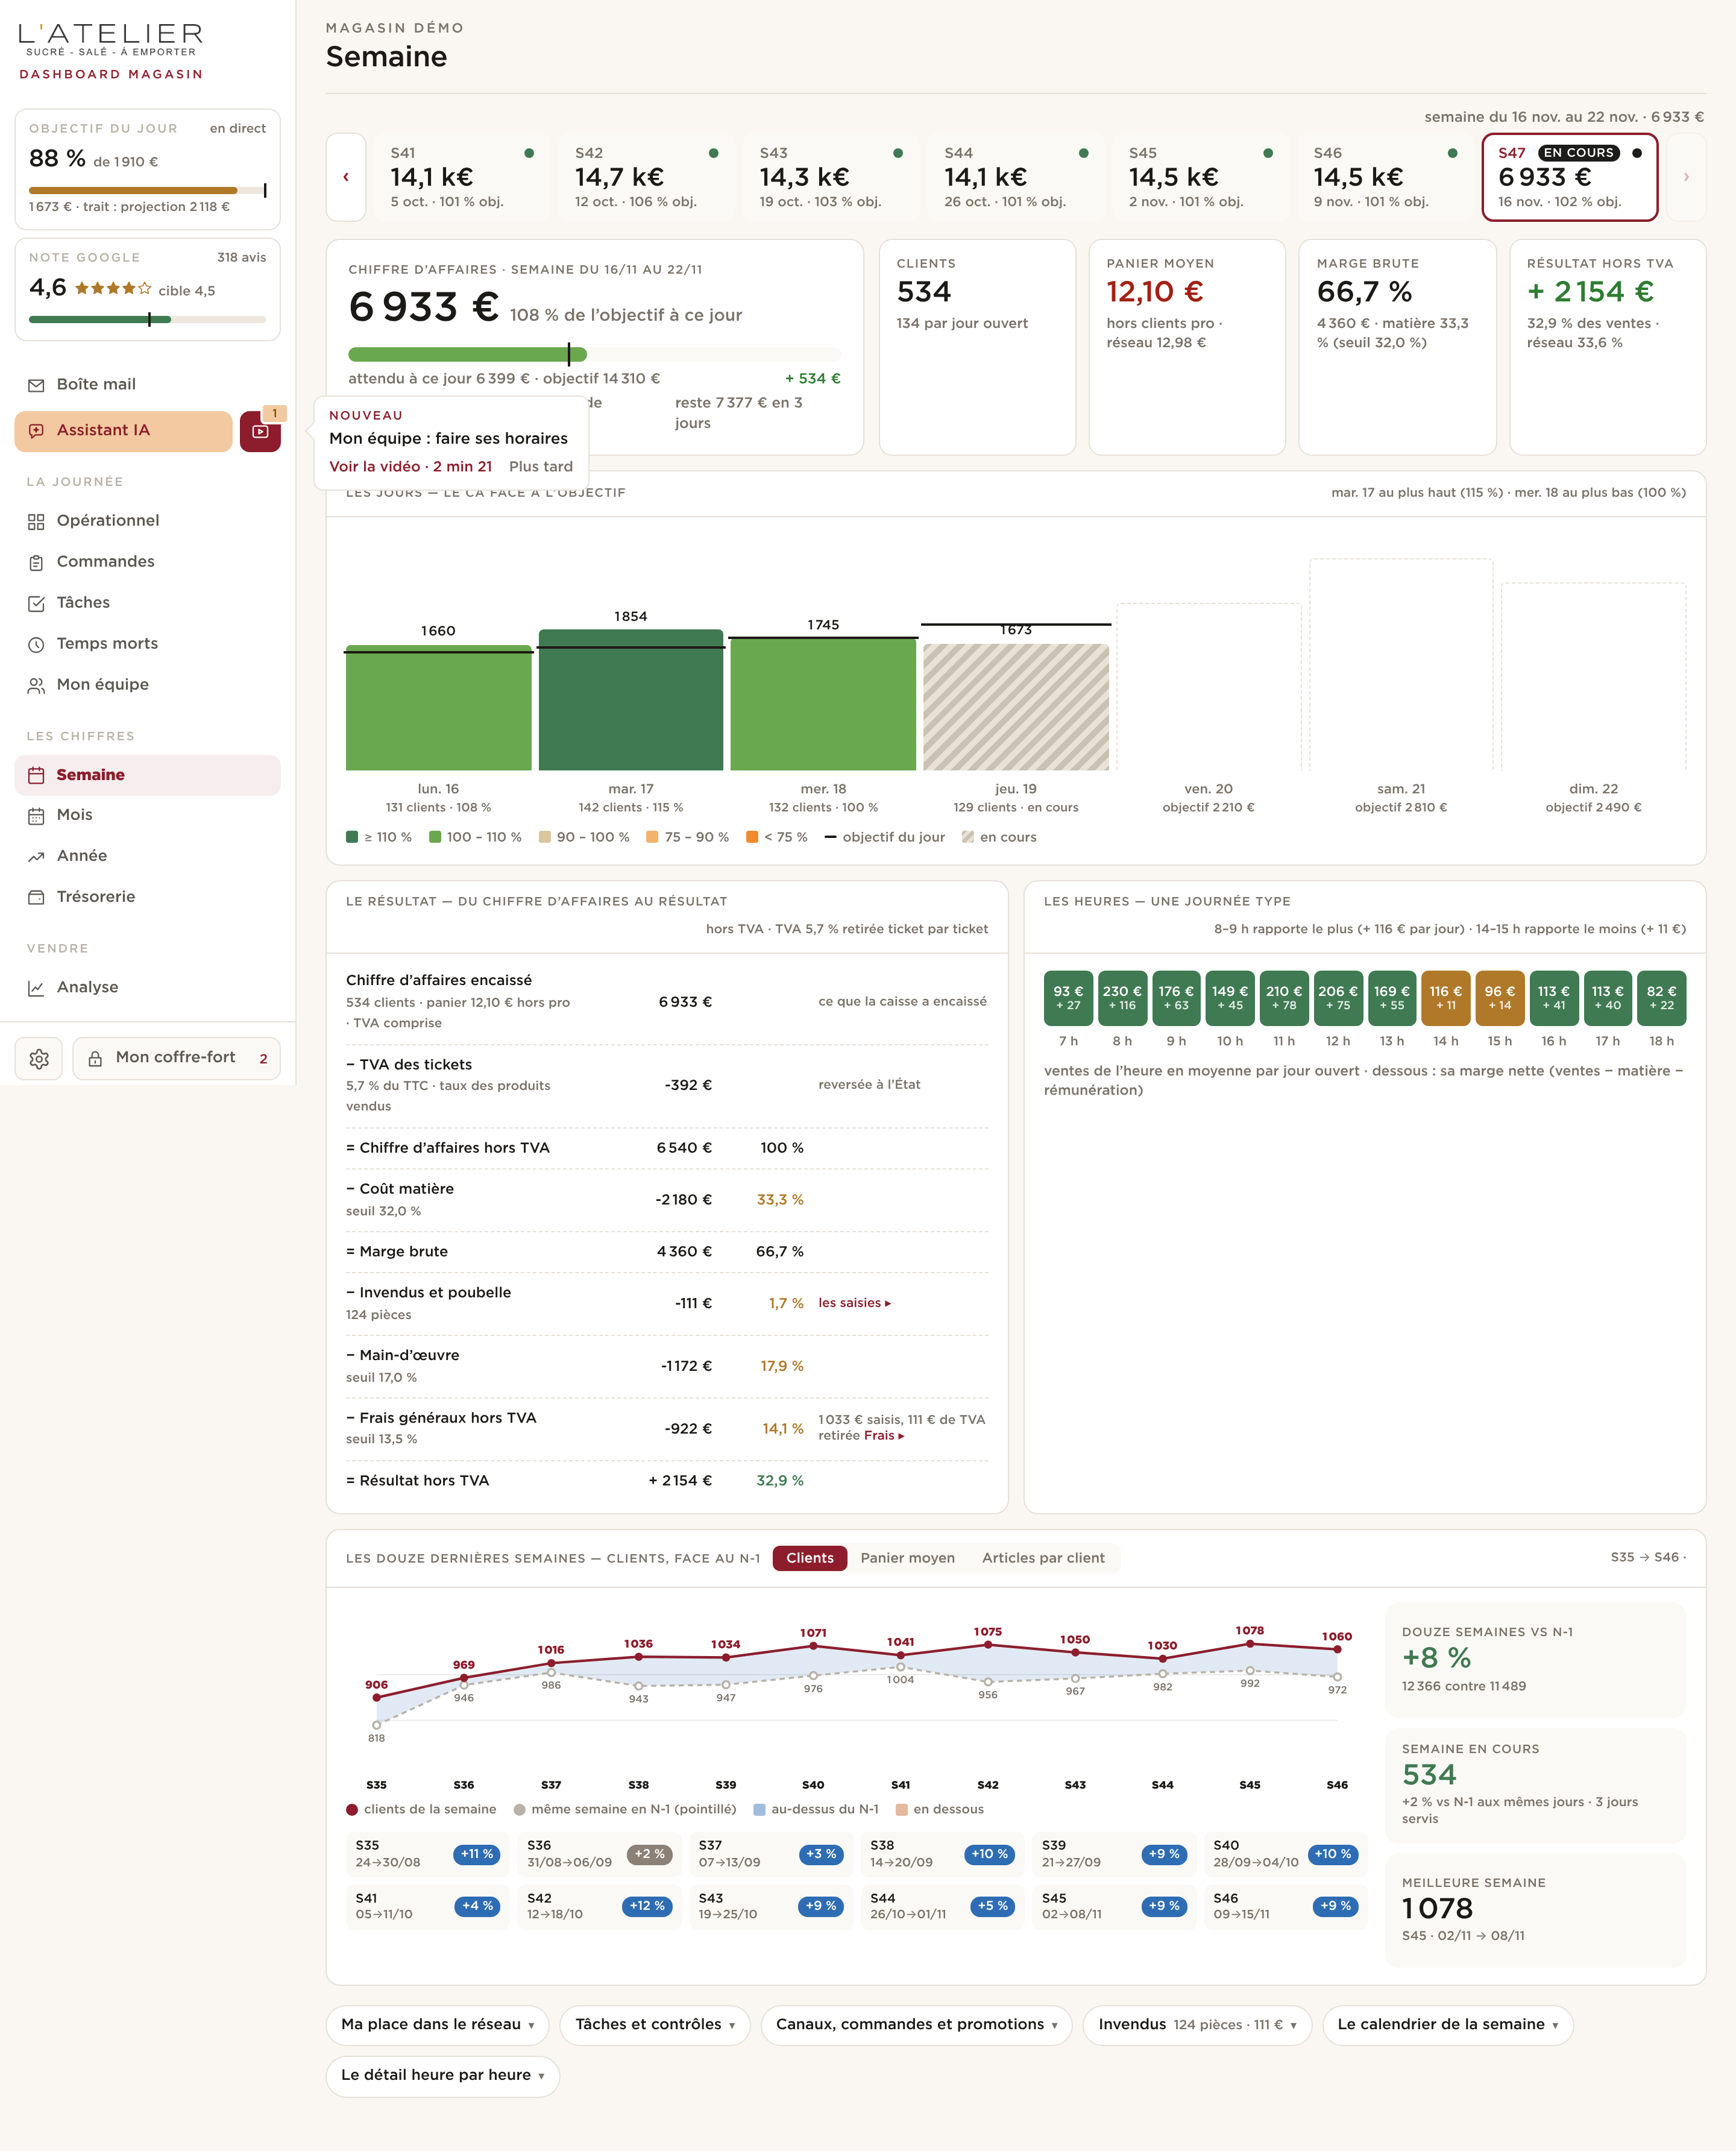 L'ATELIER
SUCRÉ - SALÉ - À EMPORTER
DASHBOARD MAGASIN
OBJECTIF DU JOUR en direct
88 % de 1 910 €
1 673 € · trait : projection 2 118 €
NOTE GOOGLE 318 avis
4,6 cible 4,5
Boîte mail
Assistant IA 1
LA JOURNÉE
Opérationnel
Commandes
Tâches
Temps morts
Mon équipe
LES CHIFFRES
Semaine
Mois
Année
Trésorerie
VENDRE
Analyse
Mon coffre-fort 2
MAGASIN DÉMO
Semaine
semaine du 16 nov. au 22 nov. · 6 933 €
‹
S41
14,1 k€
5 oct. · 101 % obj.
S42
14,7 k€
12 oct. · 106 % obj.
S43
14,3 k€
19 oct. · 103 % obj.
S44
14,1 k€
26 oct. · 101 % obj.
S45
14,5 k€
2 nov. · 101 % obj.
S46
14,5 k€
9 nov. · 101 % obj.
S47 EN COURS
6 933 €
16 nov. · 102 % obj.
›
CHIFFRE D’AFFAIRES · SEMAINE DU 16/11 AU 22/11
6 933 € 108 % de l’objectif à ce jour
attendu à ce jour 6 399 € · objectif 14 310 € + 534 €
de reste 7 377 € en 3
jours
NOUVEAU
Mon équipe : faire ses horaires
Voir la vidéo · 2 min 21 Plus tard
CLIENTS
534
134 par jour ouvert
PANIER MOYEN
12,10 €
hors clients pro ·
réseau 12,98 €
MARGE BRUTE
66,7 %
4 360 € · matière 33,3
% (seuil 32,0 %)
RÉSULTAT HORS TVA
+ 2 154 €
32,9 % des ventes ·
réseau 33,6 %
LES JOURS — LE CA FACE À L’OBJECTIF mar. 17 au plus haut (115 %) · mer. 18 au plus bas (100 %)
1 660 1 854 1 745 1 673
lun. 16 mar. 17 mer. 18 jeu. 19 ven. 20 sam. 21 dim. 22
131 clients · 108 % 142 clients · 115 % 132 clients · 100 % 129 clients · en cours objectif 2 210 € objectif 2 810 € objectif 2 490 €
≥ 110 % 100 – 110 % 90 – 100 % 75 – 90 % < 75 % objectif du jour en cours
LE RÉSULTAT — DU CHIFFRE D’AFFAIRES AU RÉSULTAT
hors TVA · TVA 5,7 % retirée ticket par ticket
Chiffre d’affaires encaissé
534 clients · panier 12,10 € hors pro
· TVA comprise
6 933 € ce que la caisse a encaissé
− TVA des tickets
5,7 % du TTC · taux des produits
vendus
-392 € reversée à l’État
= Chiffre d’affaires hors TVA 6 540 € 100 %
− Coût matière
seuil 32,0 %
-2 180 € 33,3 %
= Marge brute 4 360 € 66,7 %
− Invendus et poubelle
124 pièces
-111 € 1,7 % les saisies ▸
− Main-d’œuvre
seuil 17,0 %
-1 172 € 17,9 %
− Frais généraux hors TVA
seuil 13,5 %
-922 € 14,1 %
1 033 € saisis, 111 € de TVA
retirée Frais ▸
= Résultat hors TVA + 2 154 € 32,9 %
LES HEURES — UNE JOURNÉE TYPE
8–9 h rapporte le plus (+ 116 € par jour) · 14–15 h rapporte le moins (+ 11 €)
93 € 230 € 176 € 149 € 210 € 206 € 169 € 116 € 96 € 113 € 113 € 82 €
+ 27 + 116 + 63 + 45 + 78 + 75 + 55 + 11 + 14 + 41 + 40 + 22
7 h 8 h 9 h 10 h 11 h 12 h 13 h 14 h 15 h 16 h 17 h 18 h
ventes de l’heure en moyenne par jour ouvert · dessous : sa marge nette (ventes − matière −
rémunération)
LES DOUZE DERNIÈRES SEMAINES — CLIENTS, FACE AU N-1 Clients Panier moyen Articles par client S35 → S46 ·
906 969 1 016 1 036 1 034 1 071 1 041 1 075 1 050 1 030 1 078 1 060
818 946 986 943 947 976 1 004 956 967 982 992 972
S35 S36 S37 S38 S39 S40 S41 S42 S43 S44 S45 S46
clients de la semaine même semaine en N-1 (pointillé) au-dessus du N-1 en dessous
S35
24→30/08 +11 %
S36
31/08→06/09 +2 %
S37
07→13/09 +3 %
S38
14→20/09 +10 %
S39
21→27/09 +9 %
S40
28/09→04/10 +10 %
S41
05→11/10 +4 %
S42
12→18/10 +12 %
S43
19→25/10 +9 %
S44
26/10→01/11 +5 %
S45
02→08/11 +9 %
S46
09→15/11 +9 %
DOUZE SEMAINES VS N-1
+8 %
12 366 contre 11 489
SEMAINE EN COURS
534
+2 % vs N-1 aux mêmes jours · 3 jours
servis
MEILLEURE SEMAINE
1 078
S45 · 02/11 → 08/11
Ma place dans le réseau ▾ Tâches et contrôles ▾ Canaux, commandes et promotions ▾ Invendus 124 pièces · 111 € ▾ Le calendrier de la semaine ▾
Le détail heure par heure ▾